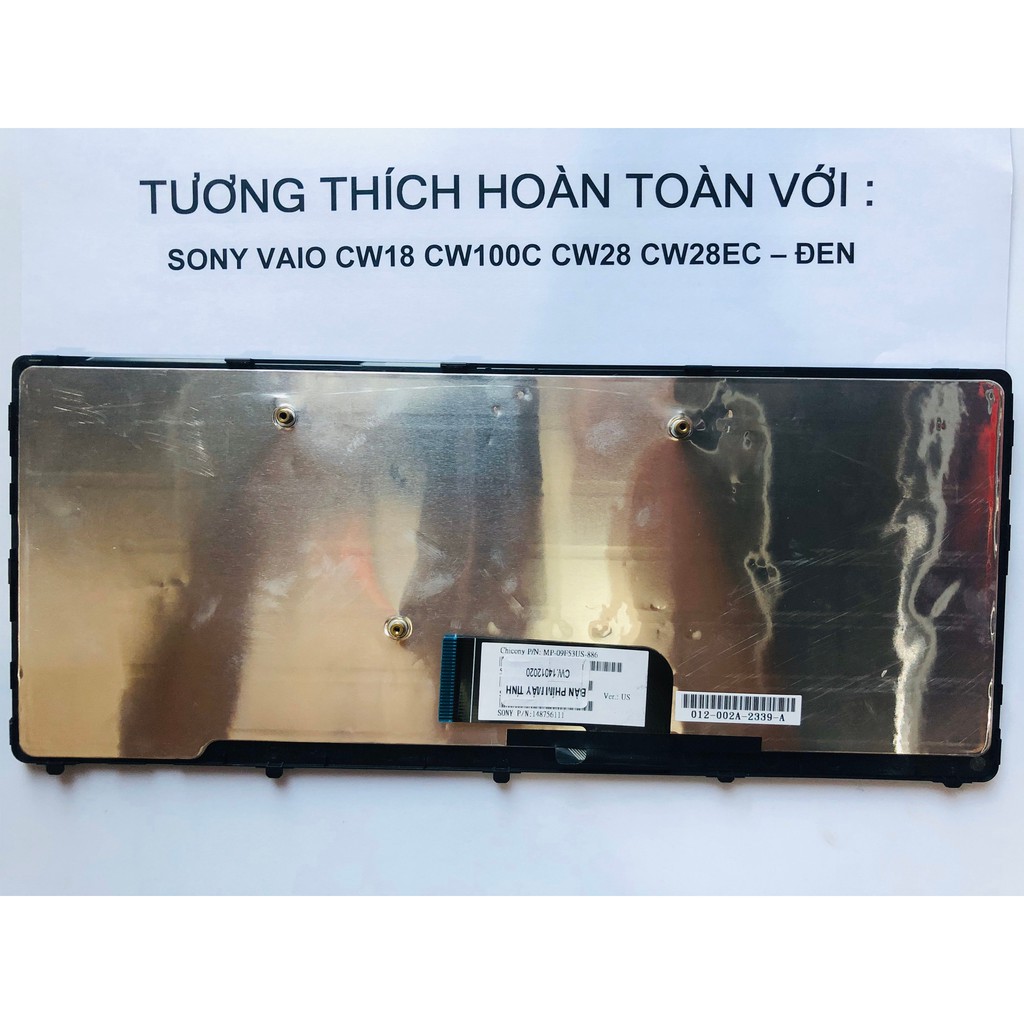 TƯƠNG THÍCH HOÀN TOÀN VỚI :
SONY VAIO CW18 CW100C CW28 CW28EC – ĐEN
Chicony P/N: MP-09F53US-886
CW.14012020
BÀN PHÍM MÁY TÍNH
Ver.: US
SONY P/N:148756111
012-002A-2339-A